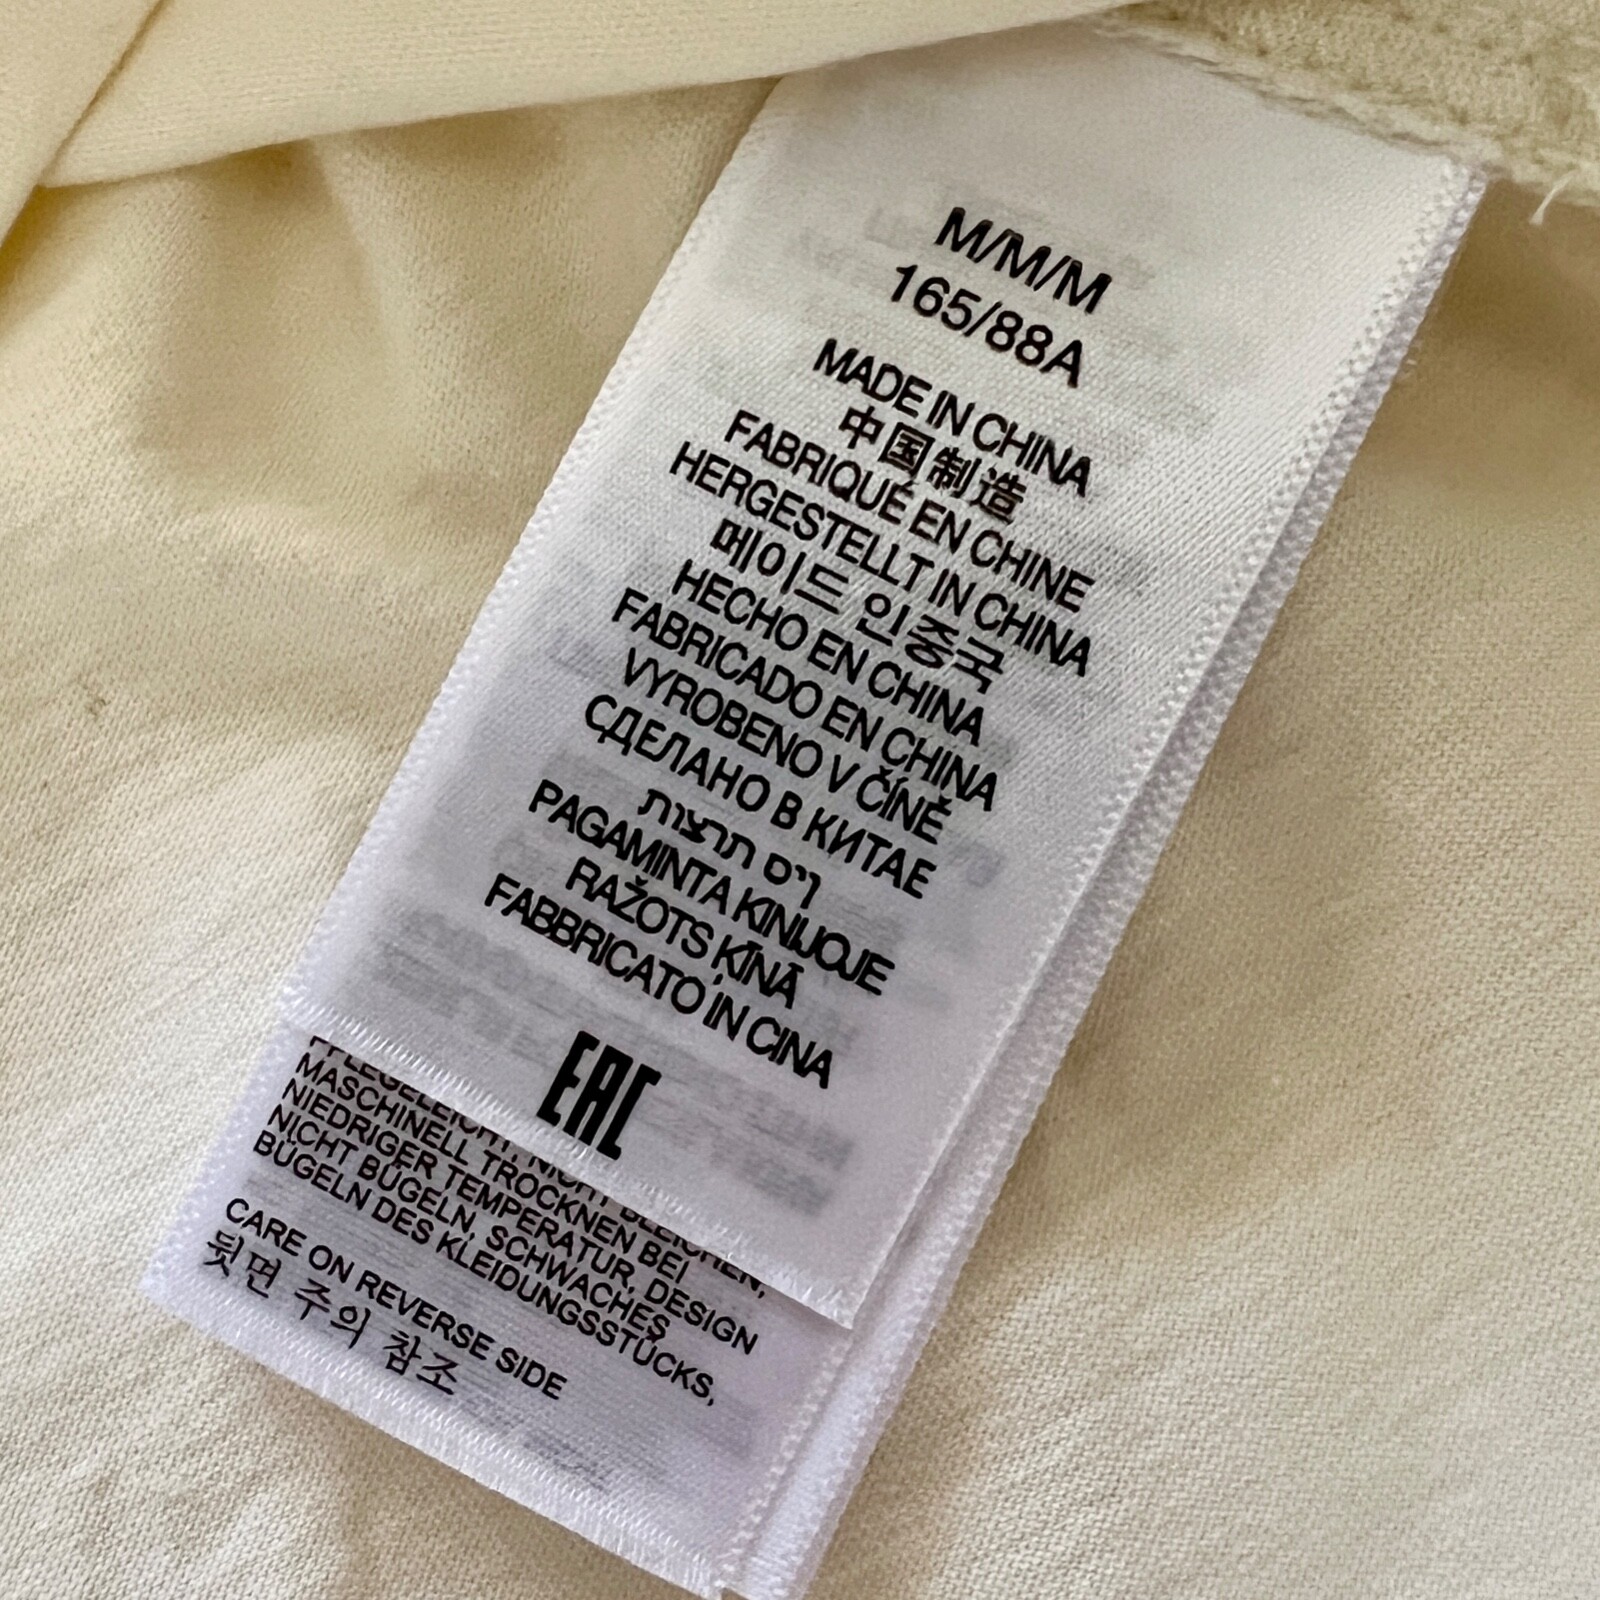 M/M/M
165/88A
MADE IN CHINA
中国制造
FABRIQUÉ EN CHINE
HERGESTELLT IN CHINA
메이드 인 중국
HECHO EN CHINA
FABRICADO EN CHINA
VYROBENO V ČÍNĚ
СДЕЛАНО В КИТАЕ
תוצרת סין
PAGAMINTA KINIJOJE
RAŽOTS ĶĪNĀ
FABBRICATO IN CINA
EAC
PFLEGELEICHT, NICHT BLEICHEN,
MASCHINELL TROCKNEN BEI
NIEDRIGER TEMPERATUR, DESIGN
NICHT BÜGELN, SCHWACHES
BÜGELN DES KLEIDUNGSSTÜCKS,
CARE ON REVERSE SIDE
뒷면 주의 참조